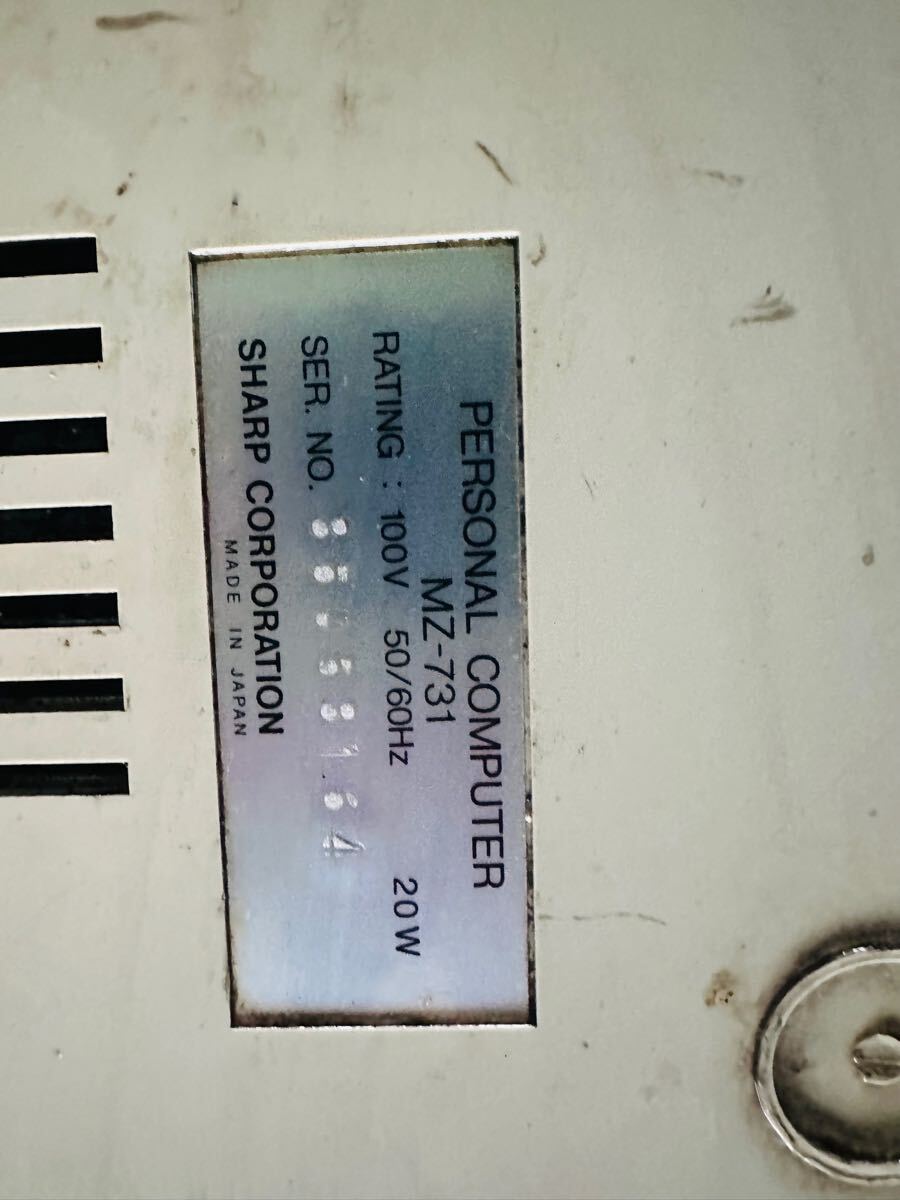 PERSONAL COMPUTER
MZ-731
RATING : 100V 50/60Hz 20W
SER. NO.
SHARP CORPORATION
MADE IN JAPAN